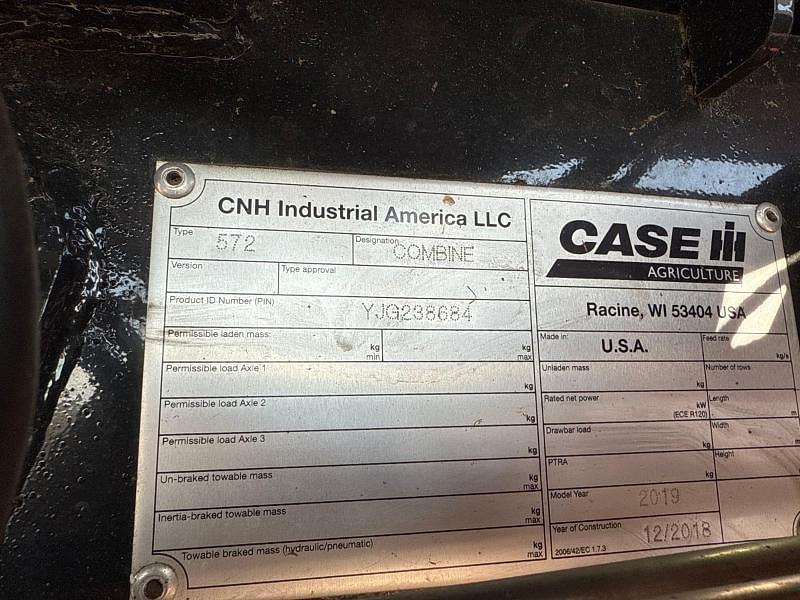 CNH Industrial America LLC
Type
572
Designation
COMBINE
Version
Type approval
Product ID Number (PIN)
YJG238684
Permissible laden mass:
kg
min
kg
max
Permissible load Axle 1
kg
Permissible load Axle 2
kg
Permissible load Axle 3
kg
Un-braked towable mass
kg
max
Inertia-braked towable mass
kg
max
Towable braked mass (hydraulic/pneumatic)
kg
max
CASE IH
AGRICULTURE
Racine, WI 53404 USA
Made in:
U.S.A.
Feed rate
kg/s
Unladen mass
kg
Number of rows
Rated net power
kW
(ECE R120)
Length
m
Drawbar load
kg
Width
m
PTRA
kg
Height
Model Year
2019
Year of Construction
12/2018
2006/42/EC 1.7.3